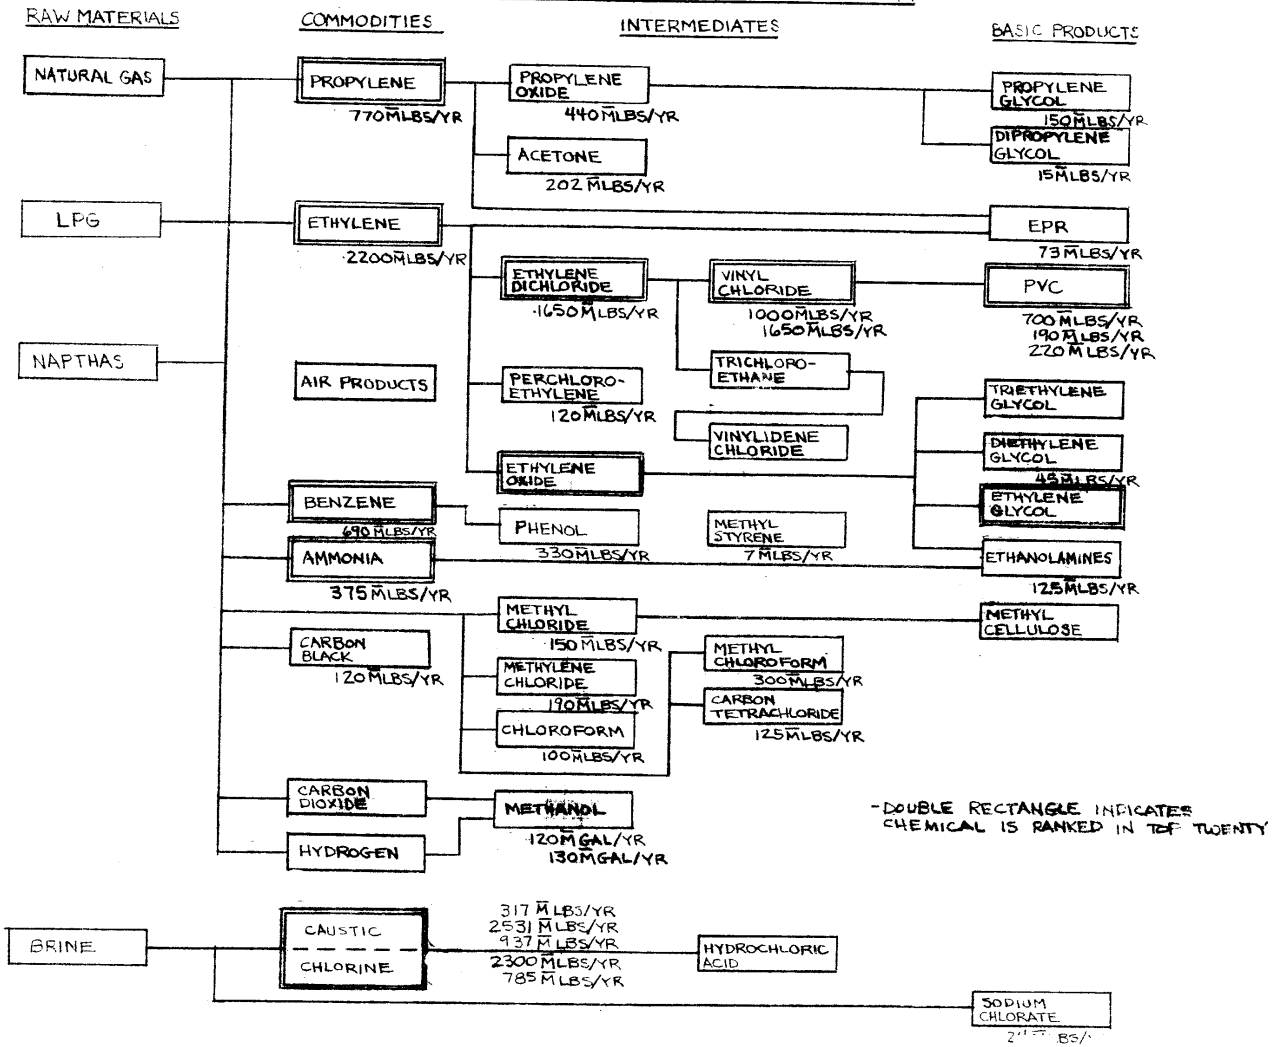 RAW MATERIALS
COMMODITIES
INTERMEDIATES
BASIC PRODUCTS
NATURAL GAS
PROPYLENE
770 M̅LBS/YR
PROPYLENE
OXIDE
440 M̅LBS/YR
PROPYLENE
GLYCOL
150 M̅LBS/YR
ACETONE
202 M̅LBS/YR
DIPROPYLENE
GLYCOL
15 M̅LBS/YR
LPG
ETHYLENE
2200 M̅LBS/YR
EPR
73 M̅LBS/YR
ETHYLENE
DICHLORIDE
1650 M̅LBS/YR
VINYL
CHLORIDE
1000 M̅LBS/YR
1650 M̅LBS/YR
PVC
700 M̅LBS/YR
190 M̅LBS/YR
220 M̅LBS/YR
NAPTHAS
AIR PRODUCTS
PERCHLORO-
ETHYLENE
120 M̅LBS/YR
TRICHLORO-
ETHANE
VINYLIDENE
CHLORIDE
TRIETHYLENE
GLYCOL
DIETHYLENE
GLYCOL
45 M̅LBS/YR
ETHYLENE
OXIDE
ETHYLENE
GLYCOL
BENZENE
690 M̅LBS/YR
PHENOL
330 M̅LBS/YR
METHYL
STYRENE
7 M̅LBS/YR
AMMONIA
375 M̅LBS/YR
ETHANOLAMINES
125 M̅LBS/YR
METHYL
CHLORIDE
150 M̅LBS/YR
METHYL
CELLULOSE
CARBON
BLACK
120 M̅LBS/YR
METHYLENE
CHLORIDE
190 M̅LBS/YR
METHYL
CHLOROFORM
300 M̅LBS/YR
CHLOROFORM
100 M̅LBS/YR
CARBON
TETRACHLORIDE
125 M̅LBS/YR
CARBON
DIOXIDE
METHANOL
120 M̅GAL/YR
130 M̅GAL/YR
HYDROGEN
-DOUBLE RECTANGLE INDICATES
CHEMICAL IS RANKED IN TOP TWENTY
BRINE
CAUSTIC
CHLORINE
317 M̅LBS/YR
2531 M̅LBS/YR
937 M̅LBS/YR
2300 M̅LBS/YR
785 M̅LBS/YR
HYDROCHLORIC
ACID
SODIUM
CHLORATE